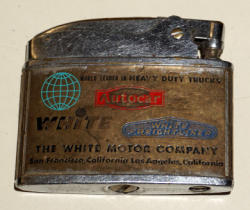 WORLD LEADER IN HEAVY DUTY TRUCKS
Autocar
WHITE
WHITE
FREIGHTLINER
THE WHITE MOTOR COMPANY
San Francisco, California Los Angeles, California